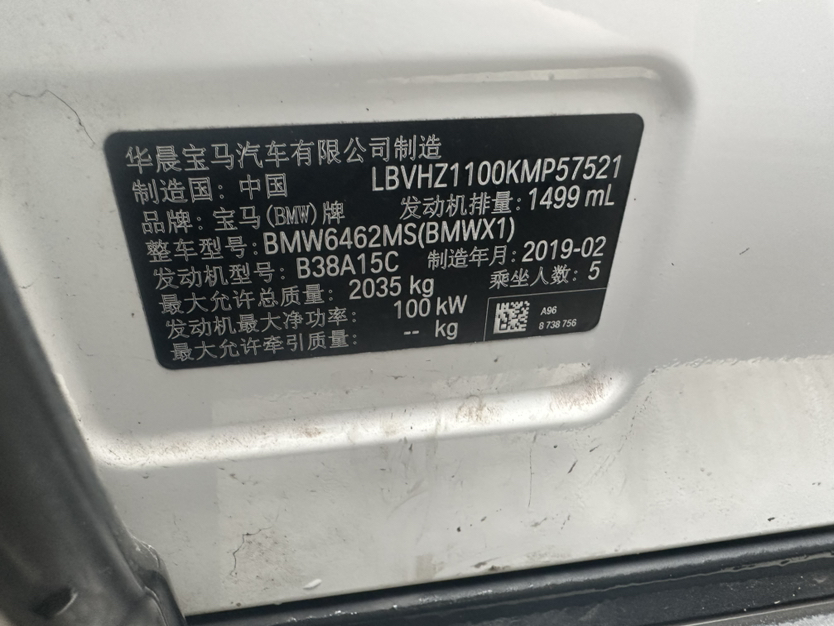 华晨宝马汽车有限公司制造
制造国：中国 LBVHZ1100KMP57521
品牌：宝马(BMW)牌 发动机排量：1499 mL
整车型号：BMW6462MS(BMWX1)
发动机型号：B38A15C 制造年月：2019-02
最大允许总质量：2035 kg 乘坐人数：5
发动机最大净功率：100 kW
最大允许牵引质量：-- kg
A96
8 738 756